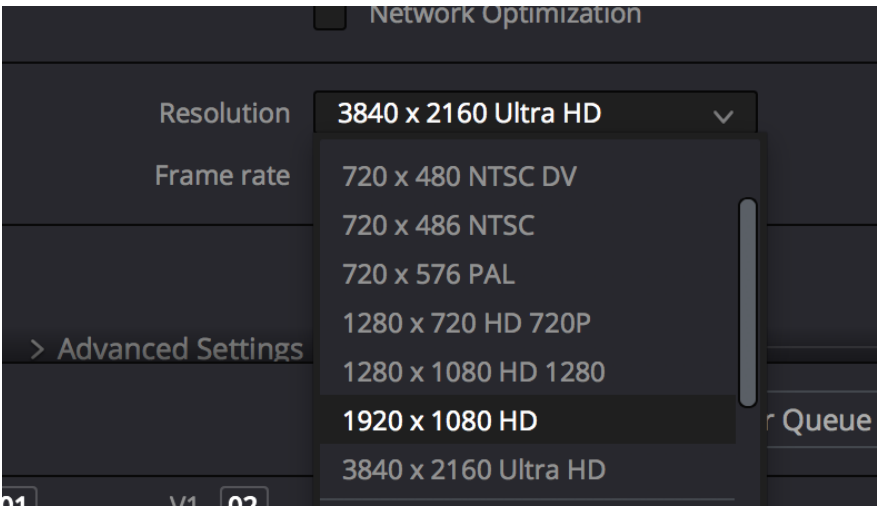 Network Optimization
Resolution 3840 x 2160 Ultra HD
Frame rate
720 x 480 NTSC DV
720 x 486 NTSC
720 x 576 PAL
1280 x 720 HD 720P
> Advanced Settings
1280 x 1080 HD 1280
1920 x 1080 HD
r Queue
3840 x 2160 Ultra HD
01 V1 02